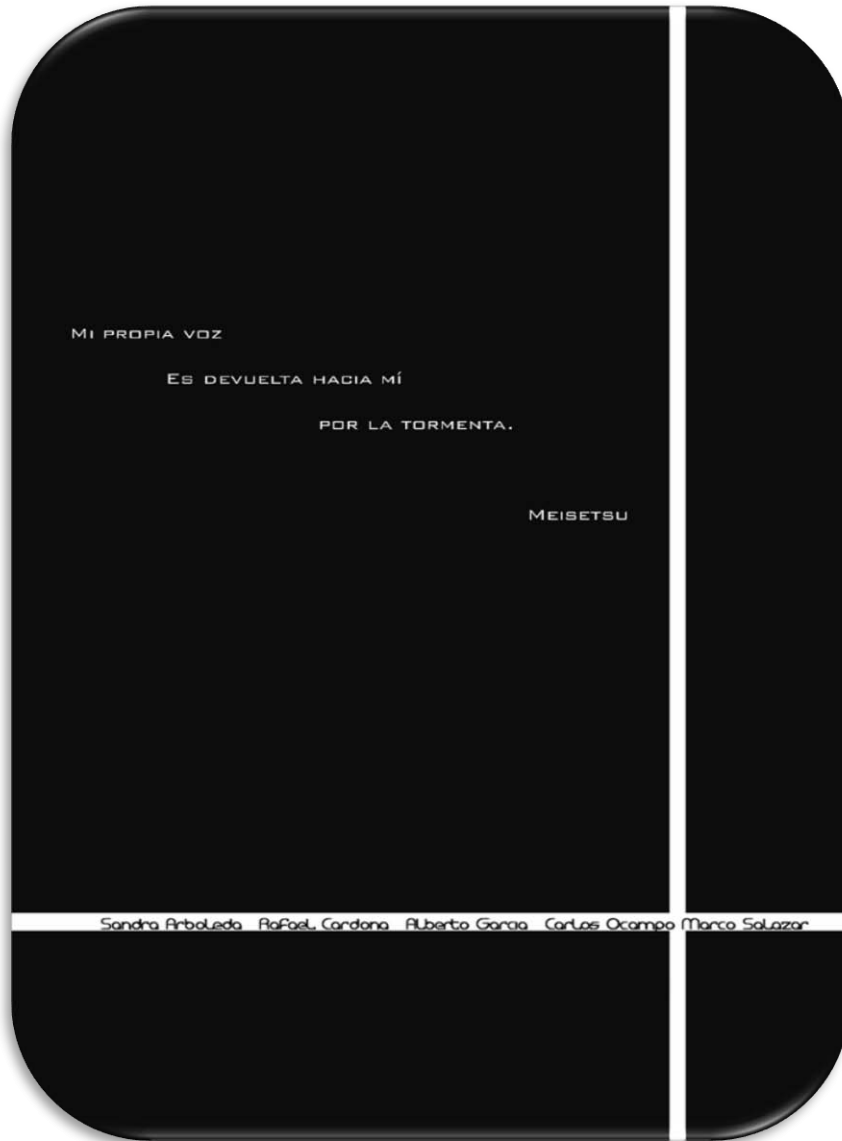 Mi propia voz
Es devuelta hacia mí
por la tormenta.
Meisetsu
Sandra Arboleda Rafael Cardona Alberto Garcia Carlos Ocampo Marco Salazar